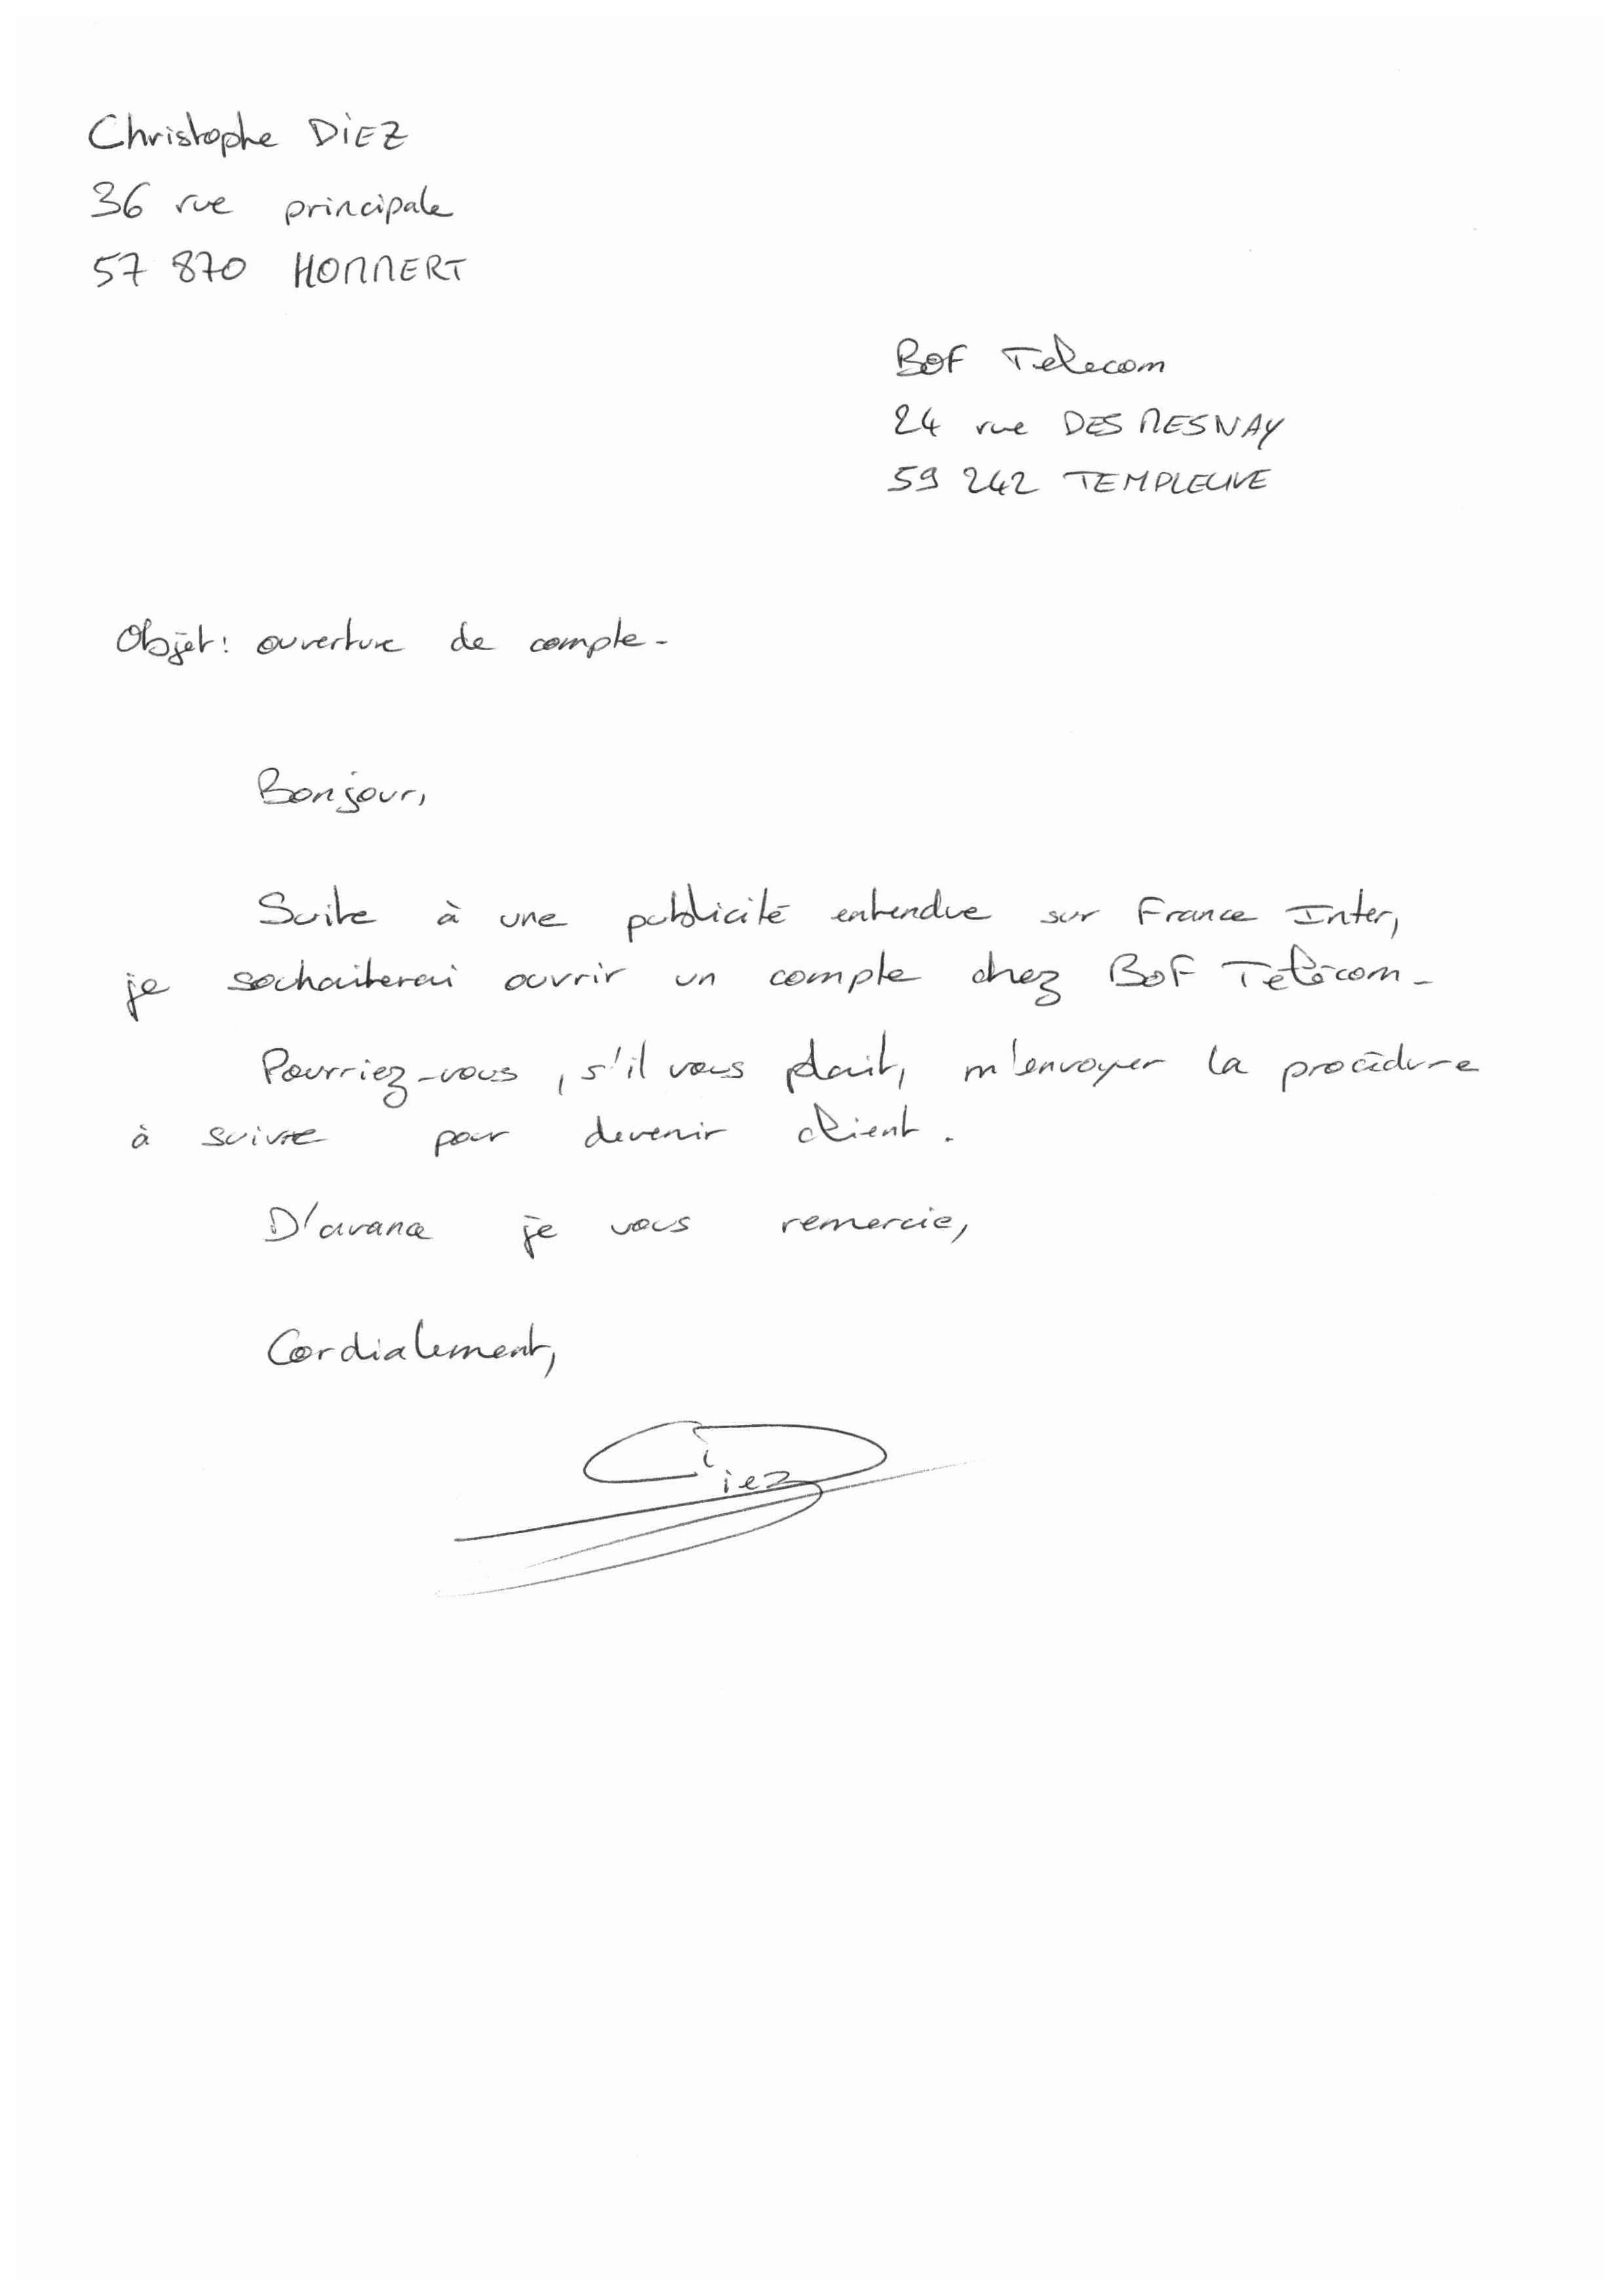 Christophe DIEZ
36 rue principale
57 870 HOMMERT
BOF Telecom
24 rue DESMESNAY
59 242 TEMPLEUVE
Objet: ouverture de compte.
Bonjour,
Suite à une publicité entendue sur France Inter,
je souhaiterai ouvrir un compte chez BOF Télécom.
Pourriez-vous, s'il vous plait, m'envoyer la procédure
à suivre pour devenir client.
D'avance je vous remercie,
Cordialement,
Diez